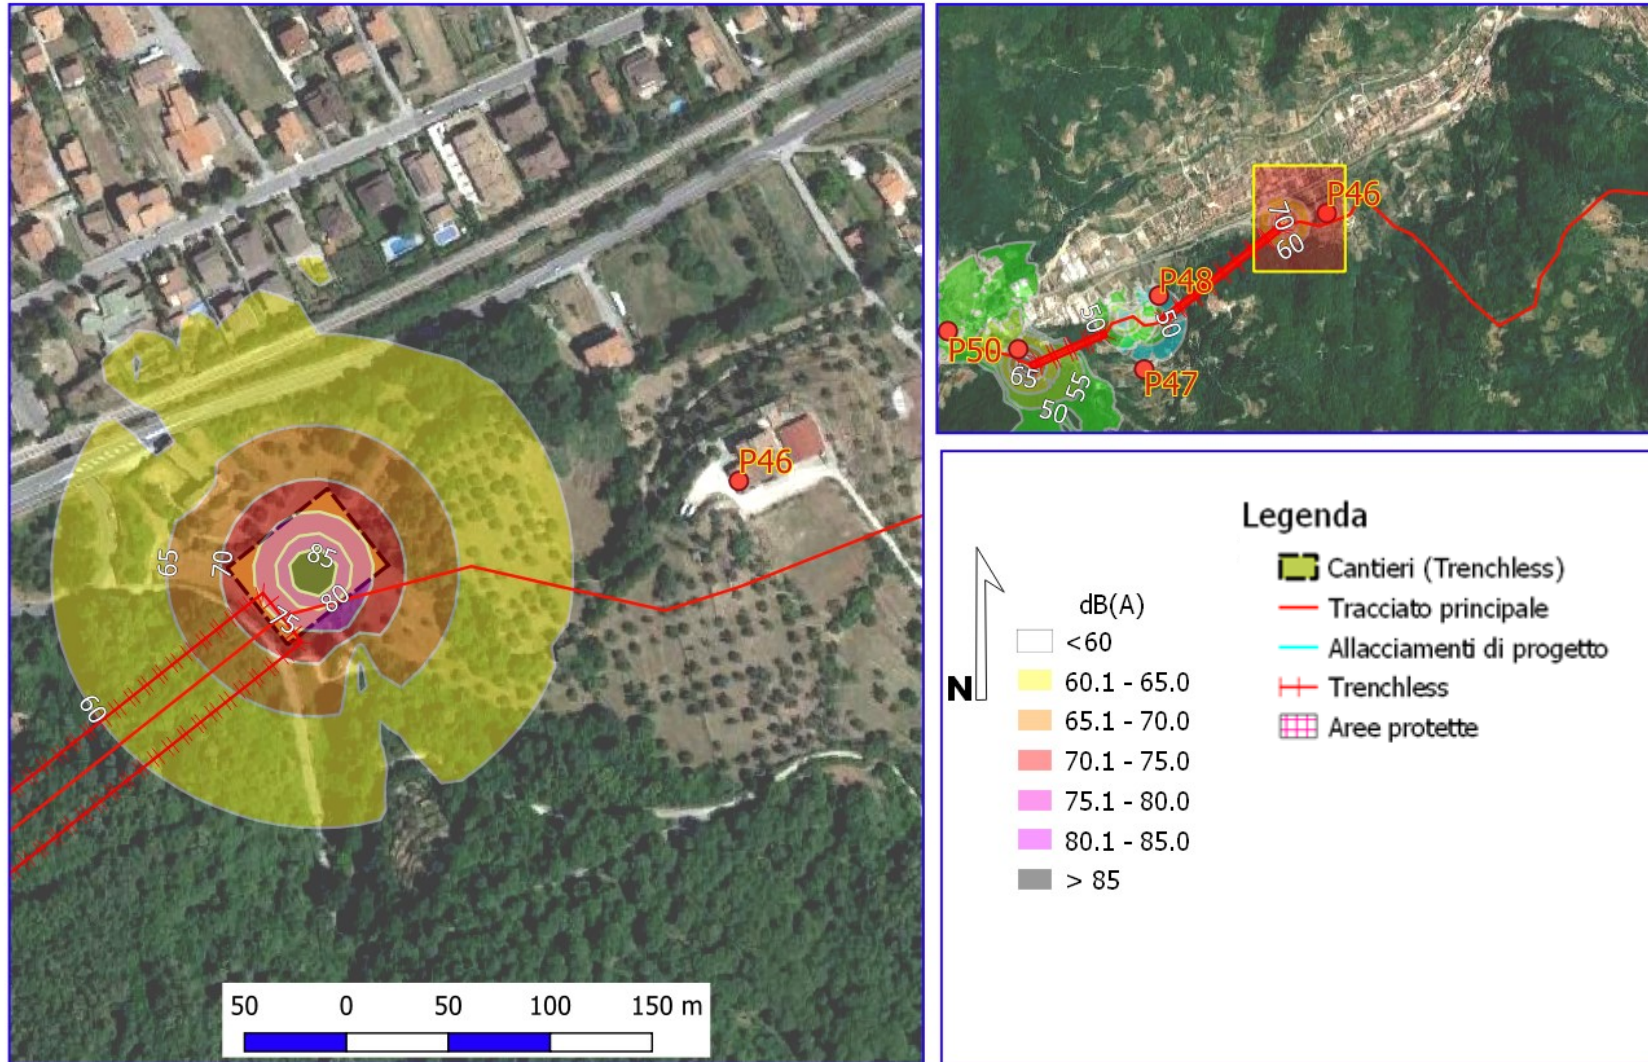 P46
65
70
85
80
75
60
50 0 50 100 150 m
P46
70
60
P48
50
50
P50
65
55
50
P47
Legenda
N
dB(A)
<60
60.1 - 65.0
65.1 - 70.0
70.1 - 75.0
75.1 - 80.0
80.1 - 85.0
> 85
Cantieri (Trenchless)
Tracciato principale
Allacciamenti di progetto
Trenchless
Aree protette